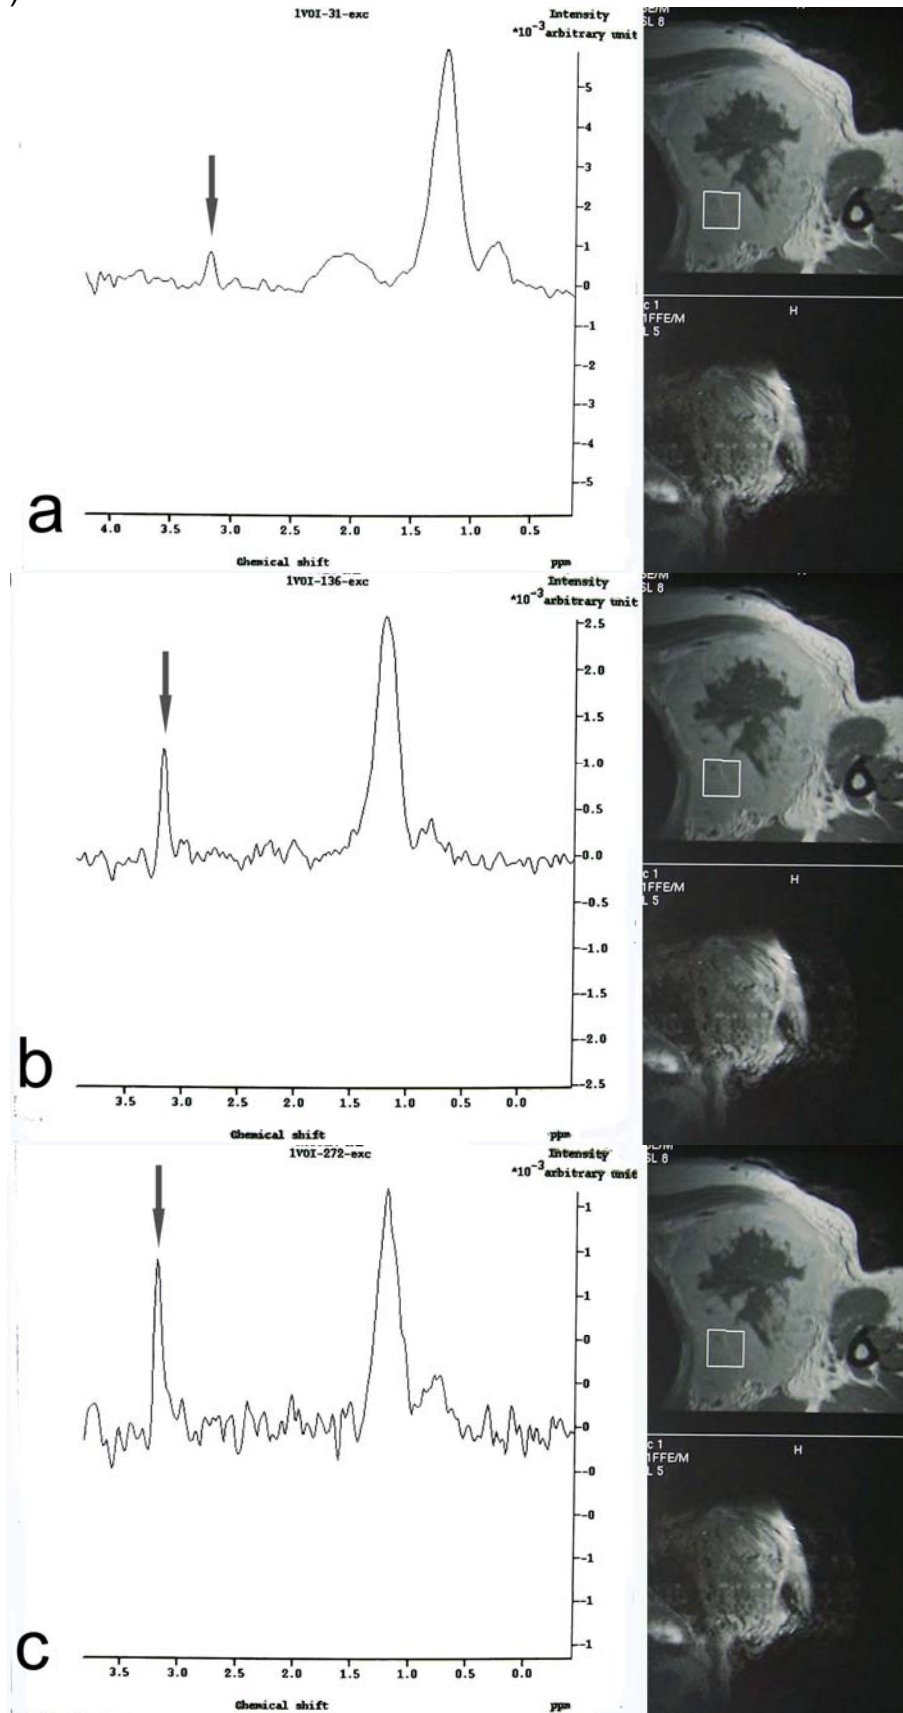 )
1VOI-31-exc
Intensity
*10-3 arbitrary unit
5
4
3
2
1
0
-1
-2
-3
-4
-5
4.0 3.5 3.0 2.5 2.0 1.5 1.0 0.5
Chemical shift ppm
a
SL 8
c 1
1FFE/M
L 5
H
1VOI-136-exc
Intensity
*10-3 arbitrary unit
2.5
2.0
1.5
1.0
0.5
0.0
-0.5
-1.0
-1.5
-2.0
-2.5
3.5 3.0 2.5 2.0 1.5 1.0 0.5 0.0
Chemical shift ppm
b
SE/M
SL 8
c 1
1FFE/M
L 5
H
1VOI-272-exc
Intensity
*10-3 arbitrary unit
1
1
1
0
0
0
-0
-0
-1
-1
-1
3.5 3.0 2.5 2.0 1.5 1.0 0.5 0.0
Chemical shift ppm
c
SL 8
c 1
1FFE/M
L 5
H